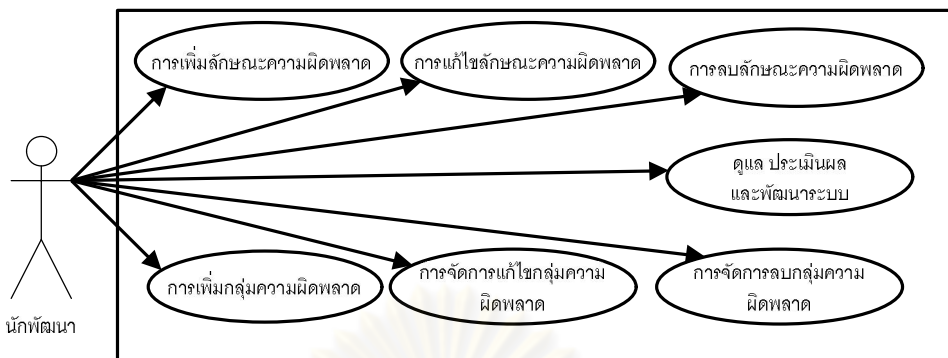 การเพิ่มลักษณะความผิดพลาด
การแก้ไขลักษณะความผิดพลาด
การลบลักษณะความผิดพลาด
ดูแล ประเมินผล
และพัฒนาระบบ
การเพิ่มกลุ่มความผิดพลาด
การจัดการแก้ไขกลุ่มความ
ผิดพลาด
การจัดการลบกลุ่มความ
ผิดพลาด
นักพัฒนา